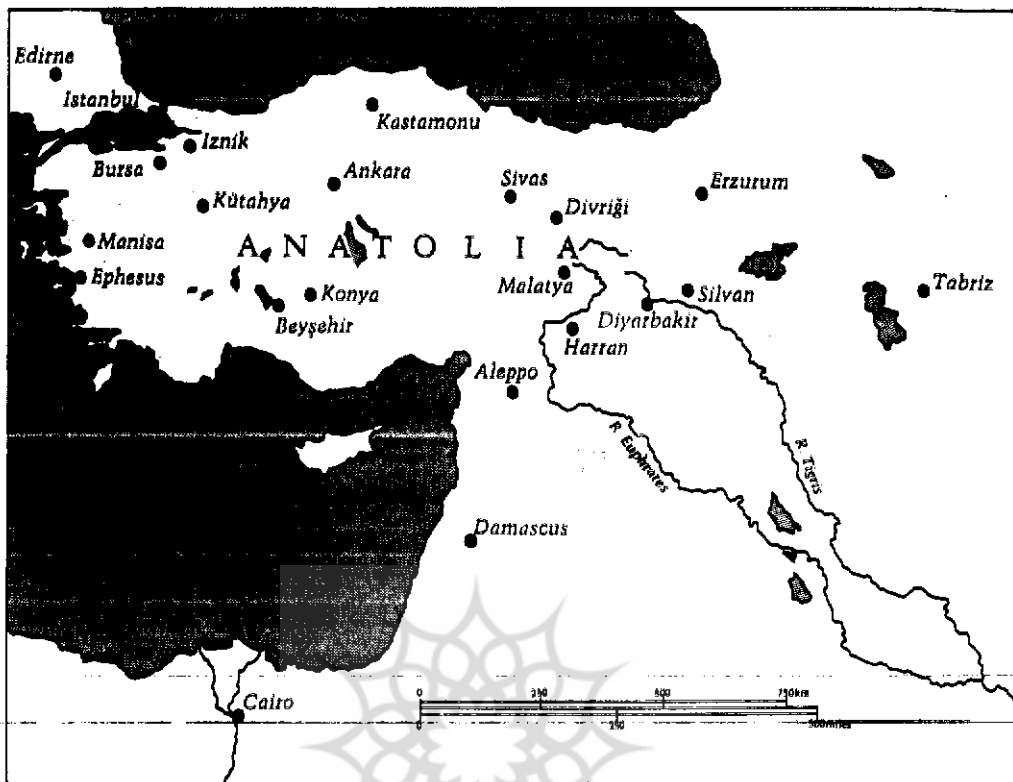 Edirne
Istanbul
Kastamonu
Iznik
Bursa
Ankara
Sivas
Erzurum
Kütahya
Divriği
Manisa
ANATOLIA
Ephesus
Malatya
Silvan
Tabriz
Konya
Beyşehir
Diyarbakir
Harran
Aleppo
R. Euphrates
R. Tigris
Damascus
Cairo
0 250 500 750km
0 250 500miles